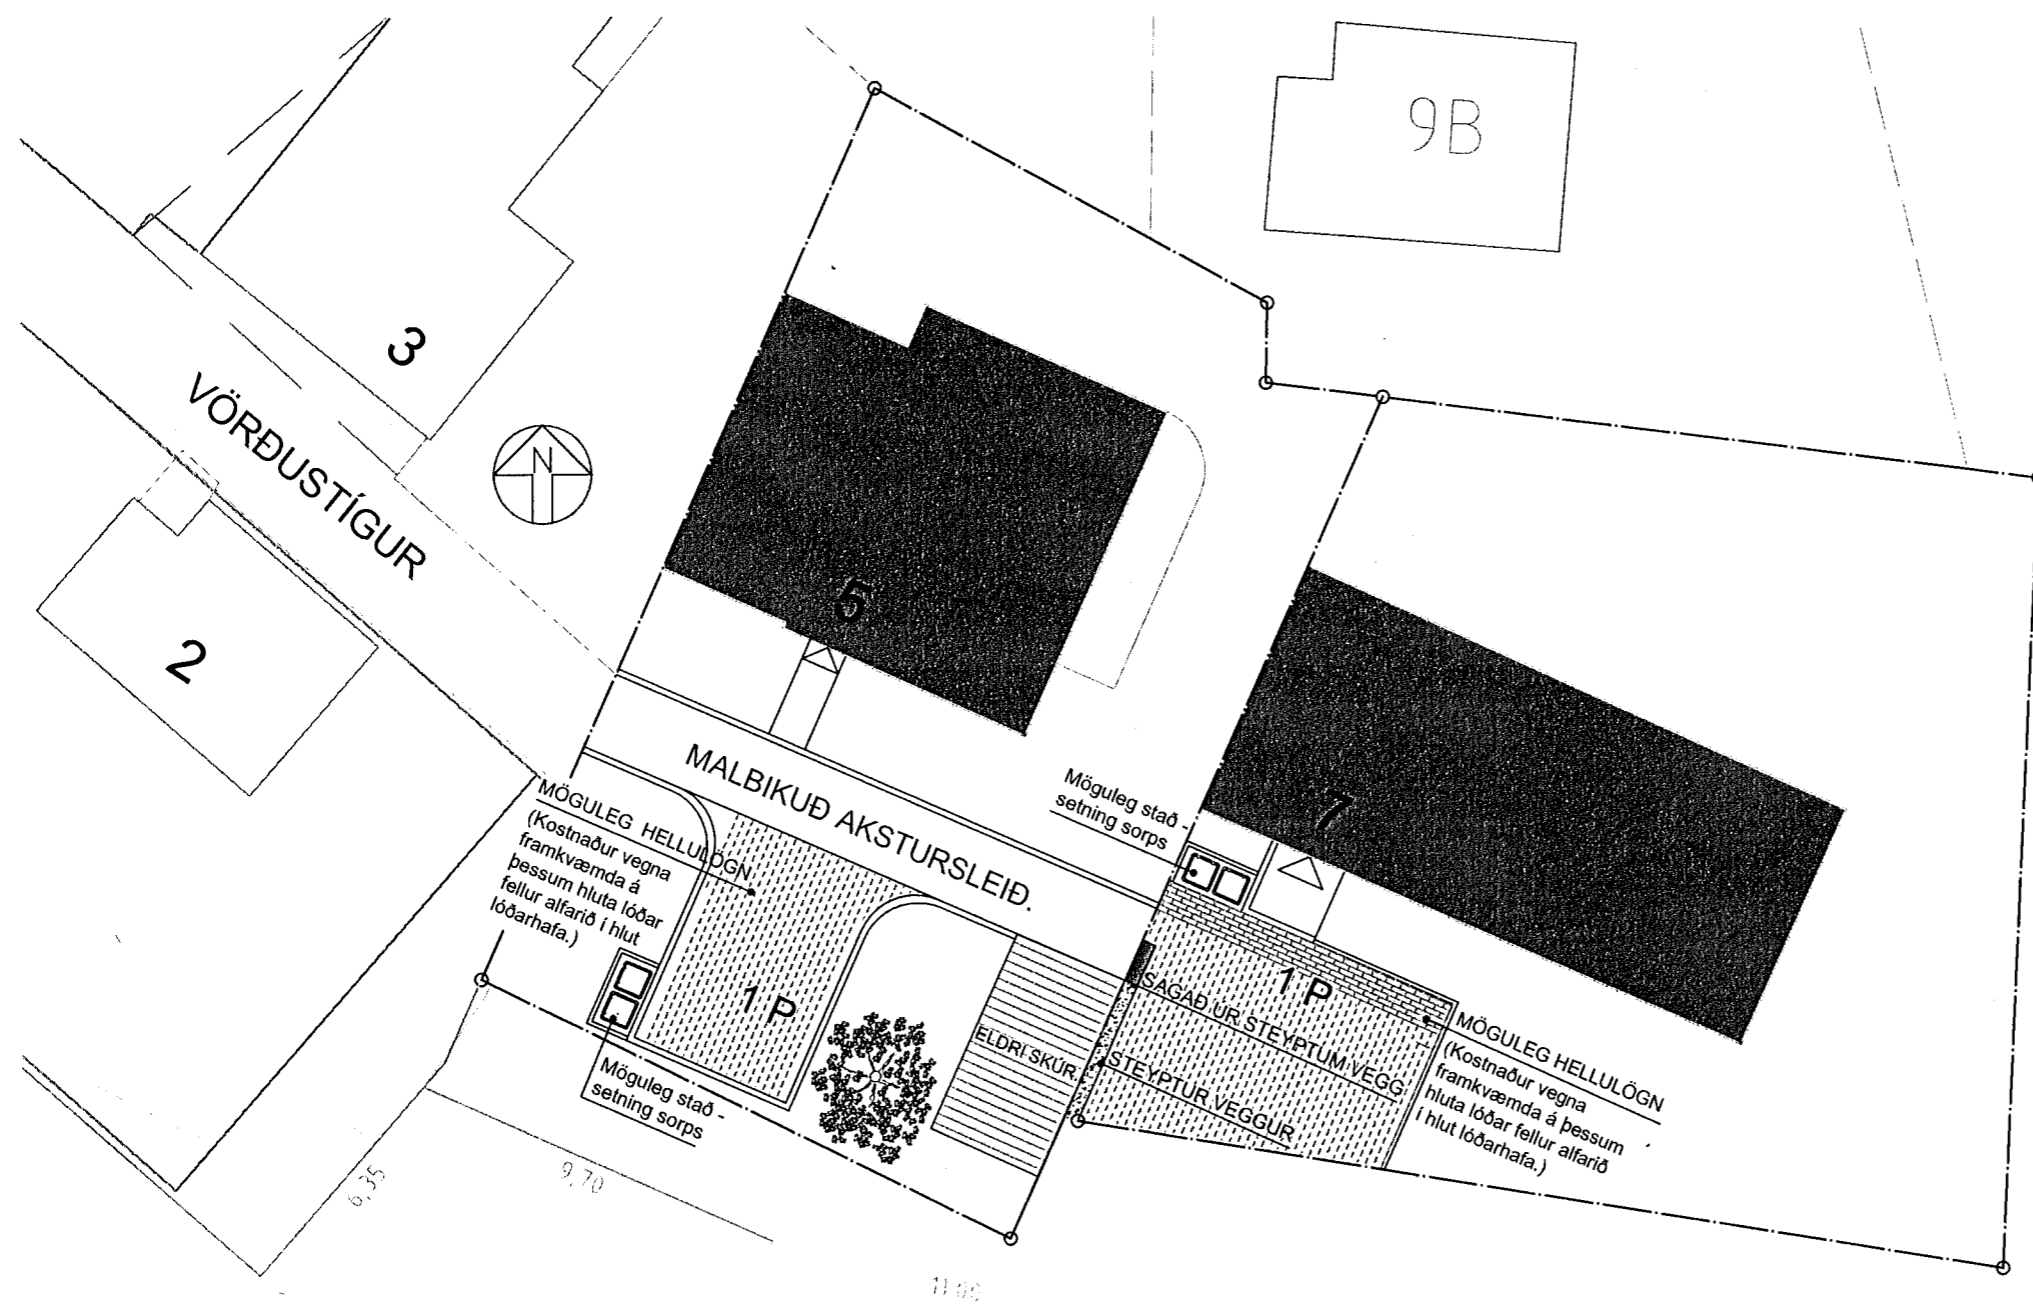 9B
3
VÖRÐUSTÍGUR
N
2
5
7
MALBIKUÐ AKSTURSLEIÐ.
Möguleg stað -
setning sorps
MÖGULEG HELLULÖGN
(Kostnaður vegna
framkvæmda á
þessum hluta lóðar
fellur alfarið í hlut
lóðarhafa.)
1 P
Möguleg stað -
setning sorps
ELDRI SKÚR.
1 P
SAGAÐ ÚR STEYPTUM VEGG
STEYPTUR VEGGUR
MÖGULEG HELLULÖGN
(Kostnaður vegna
framkvæmda á þessum
hluta lóðar fellur alfarið
í hlut lóðarhafa.)
6,35
9,70